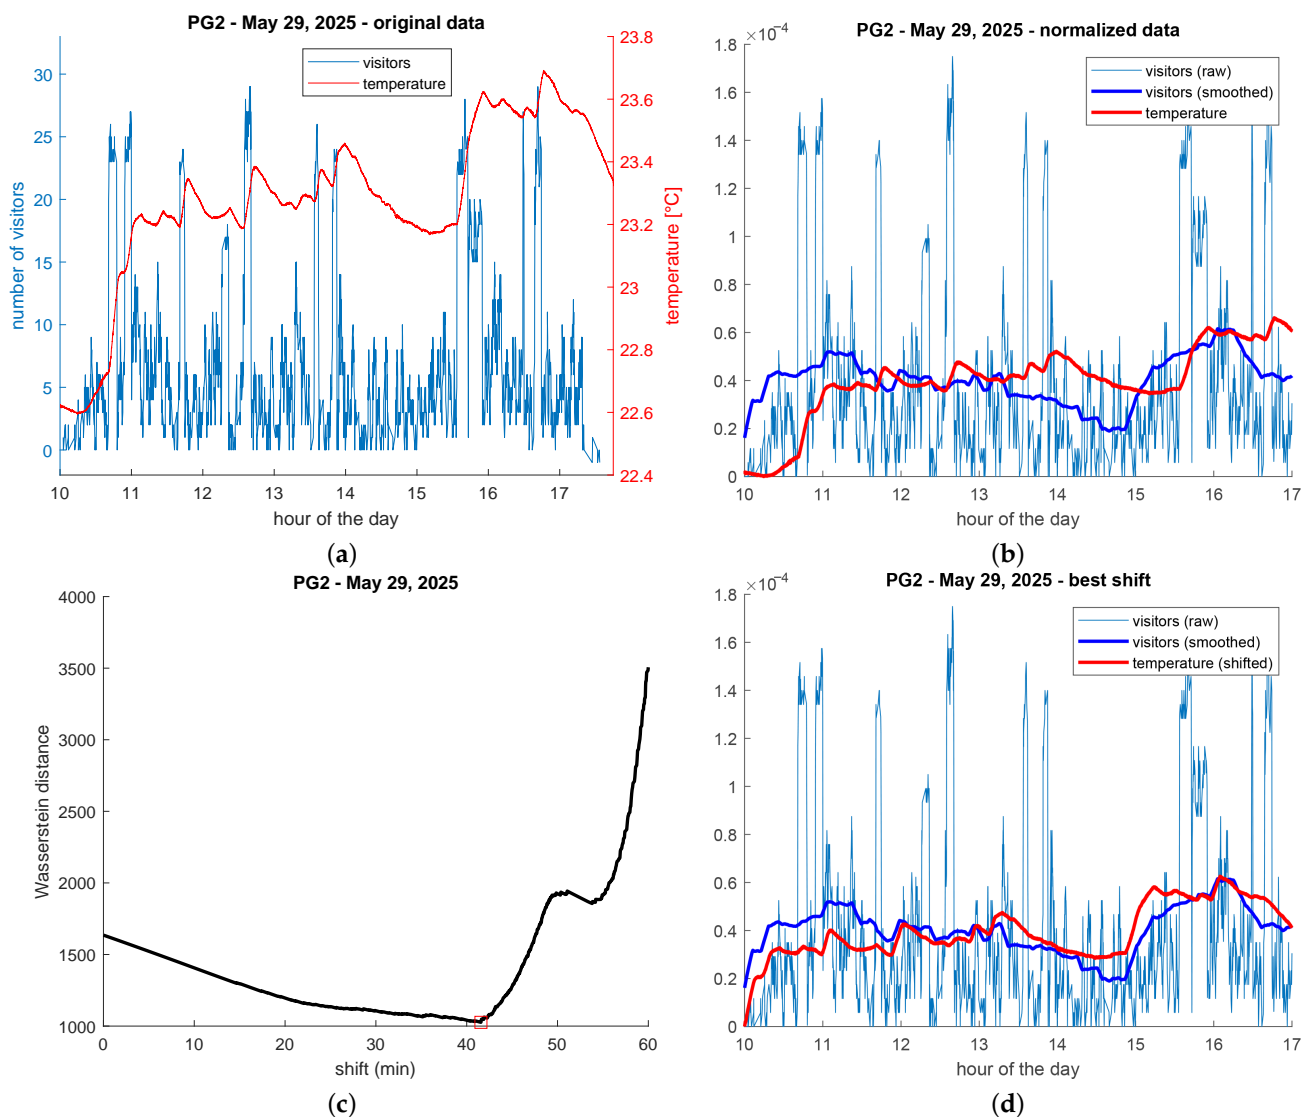 PG2 - May 29, 2025 - original data
visitors
temperature
number of visitors
30
25
20
15
10
5
0
23.8
23.6
23.4
23.2
23
22.8
22.6
22.4
temperature [°C]
10 11 12 13 14 15 16 17
hour of the day
(a)
PG2 - May 29, 2025 - normalized data
×10⁻⁴
visitors (raw)
visitors (smoothed)
temperature
1.8
1.6
1.4
1.2
1
0.8
0.6
0.4
0.2
0
10 11 12 13 14 15 16 17
hour of the day
(b)
PG2 - May 29, 2025
Wasserstein distance
4000
3500
3000
2500
2000
1500
1000
0 10 20 30 40 50 60
shift (min)
(c)
PG2 - May 29, 2025 - best shift
×10⁻⁴
visitors (raw)
visitors (smoothed)
temperature (shifted)
1.8
1.6
1.4
1.2
1
0.8
0.6
0.4
0.2
0
10 11 12 13 14 15 16 17
hour of the day
(d)